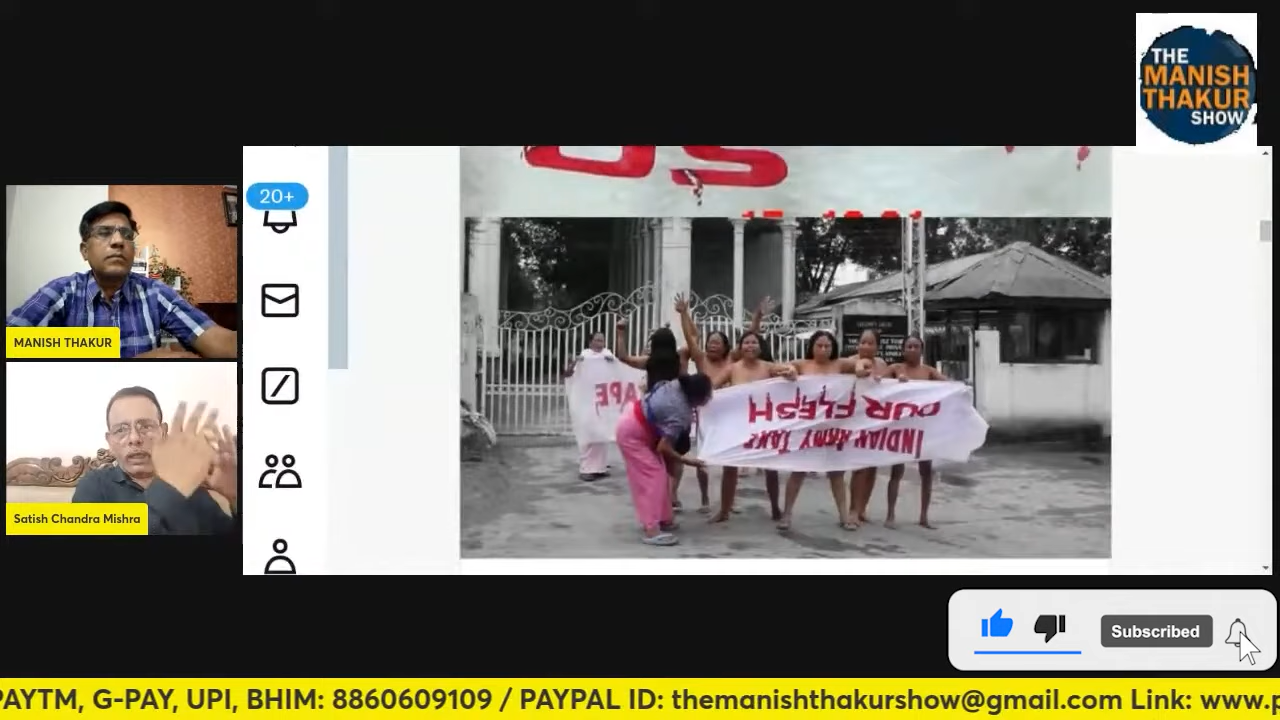 THE
MANISH
THAKUR
SHOW
20+
MANISH THAKUR
Satish Chandra Mishra
INDIAN ARMY TAKE
OUR FLESH
Subscribed
PAYTM, G-PAY, UPI, BHIM: 8860609109 / PAYPAL ID: themanishthakurshow@gmail.com Link: www.p